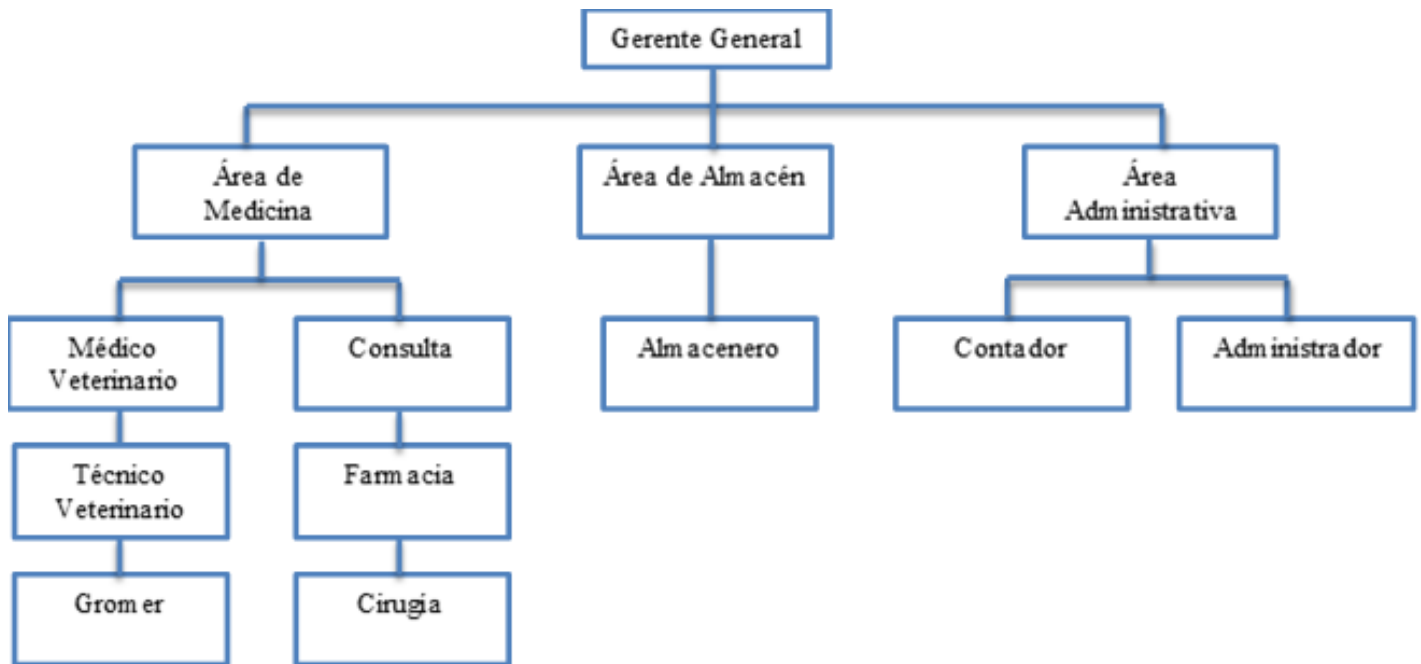 Gerente General
Área de
Medicina
Área de Almacén
Área
Administrativa
Médico
Veterinario
Consulta
Almacenero
Contador
Administrador
Técnico
Veterinario
Farmacia
Gromer
Cirugía